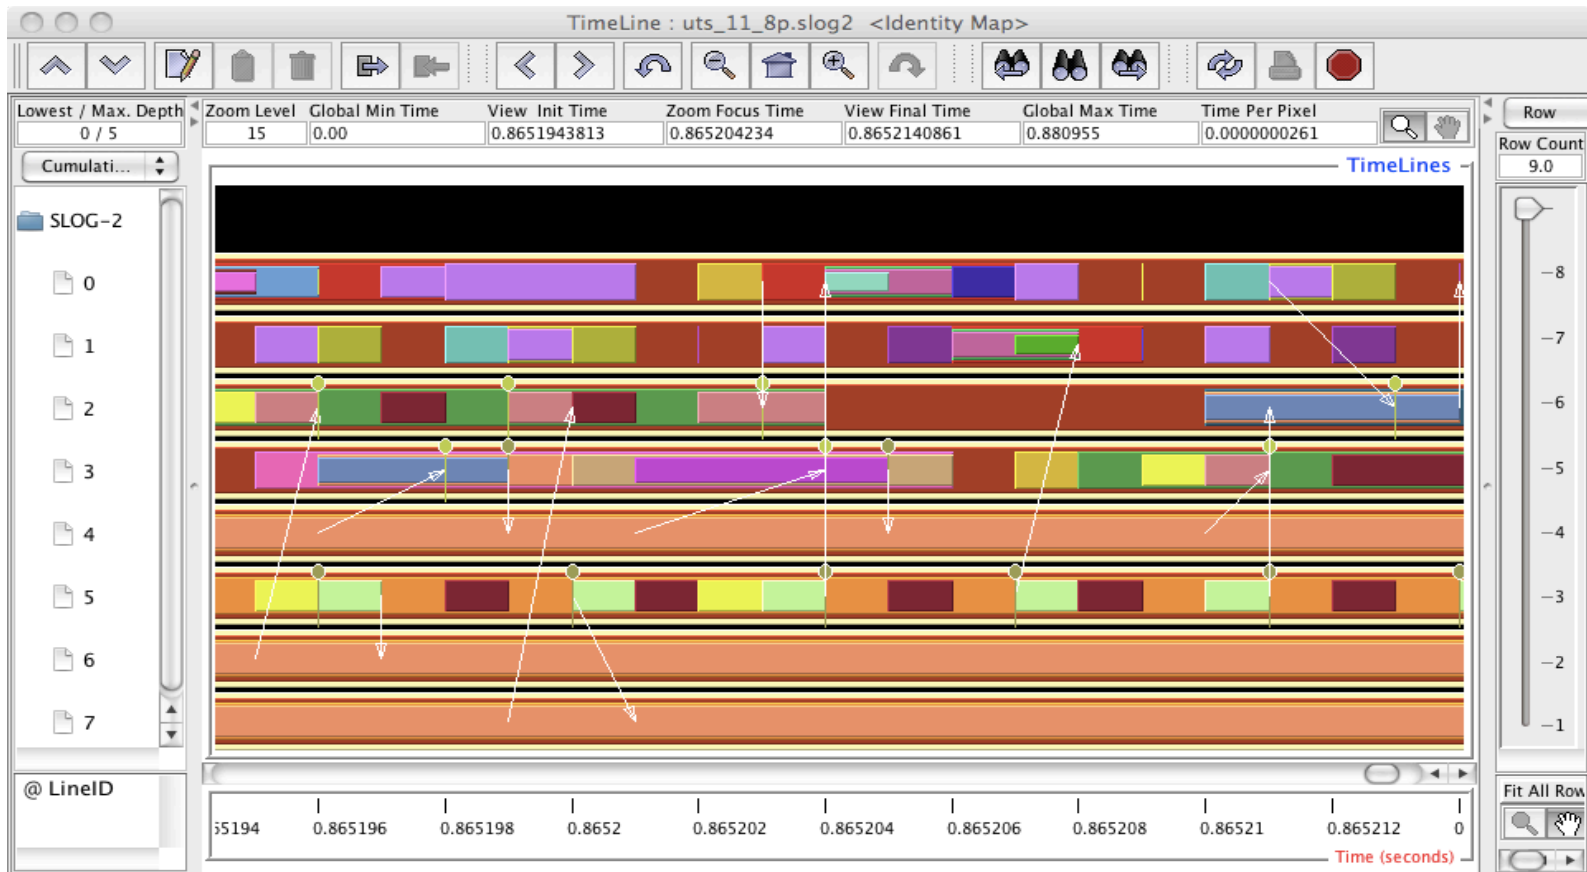 TimeLine : uts_11_8p.slog2 <Identity Map>
Lowest / Max. Depth
0 / 5
Zoom Level Global Min Time View Init Time Zoom Focus Time View Final Time Global Max Time Time Per Pixel
15 0.00 0.8651943813 0.865204234 0.8652140861 0.880955 0.0000000261
Row
Row Count
9.0
Cumulati...
TimeLines
SLOG-2
0
1
2
3
4
5
6
7
8
7
6
5
4
3
2
1
@ LineID
Fit All Row
55194 0.865196 0.865198 0.8652 0.865202 0.865204 0.865206 0.865208 0.86521 0.865212 0
Time (seconds)